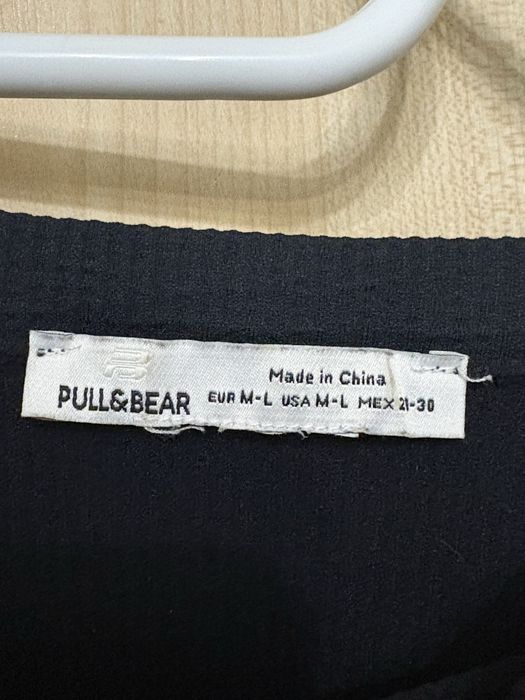 Made in China
PULL&BEAR EUR M-L USA M-L MEX 21-30